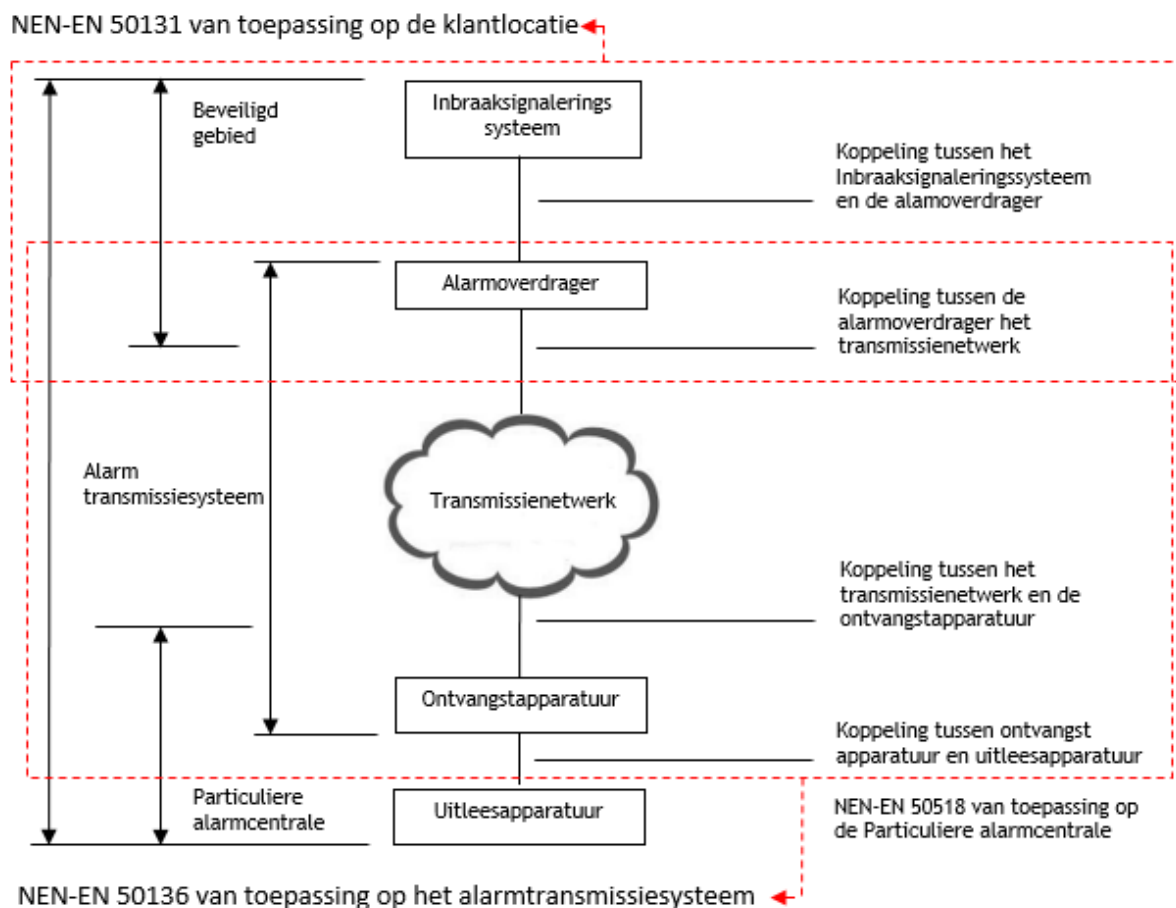 NEN-EN 50131 van toepassing op de klantlocatie
Inbraaksignalerings
systeem
Beveiligd
gebied
Koppeling tussen het
Inbraaksignaleringssysteem
en de alamoverdrager
Alarmoverdrager
Koppeling tussen de
alarmoverdrager het
transmissienetwerk
Alarm
transmissiesysteem
Transmissienetwerk
Koppeling tussen het
transmissienetwerk en de
ontvangstapparatuur
Ontvangstapparatuur
Koppeling tussen ontvangst
apparatuur en uitleesapparatuur
Particuliere
alarmcentrale
Uitleesapparatuur
NEN-EN 50518 van toepassing op
de Particuliere alarmcentrale
NEN-EN 50136 van toepassing op het alarmtransmissiesysteem